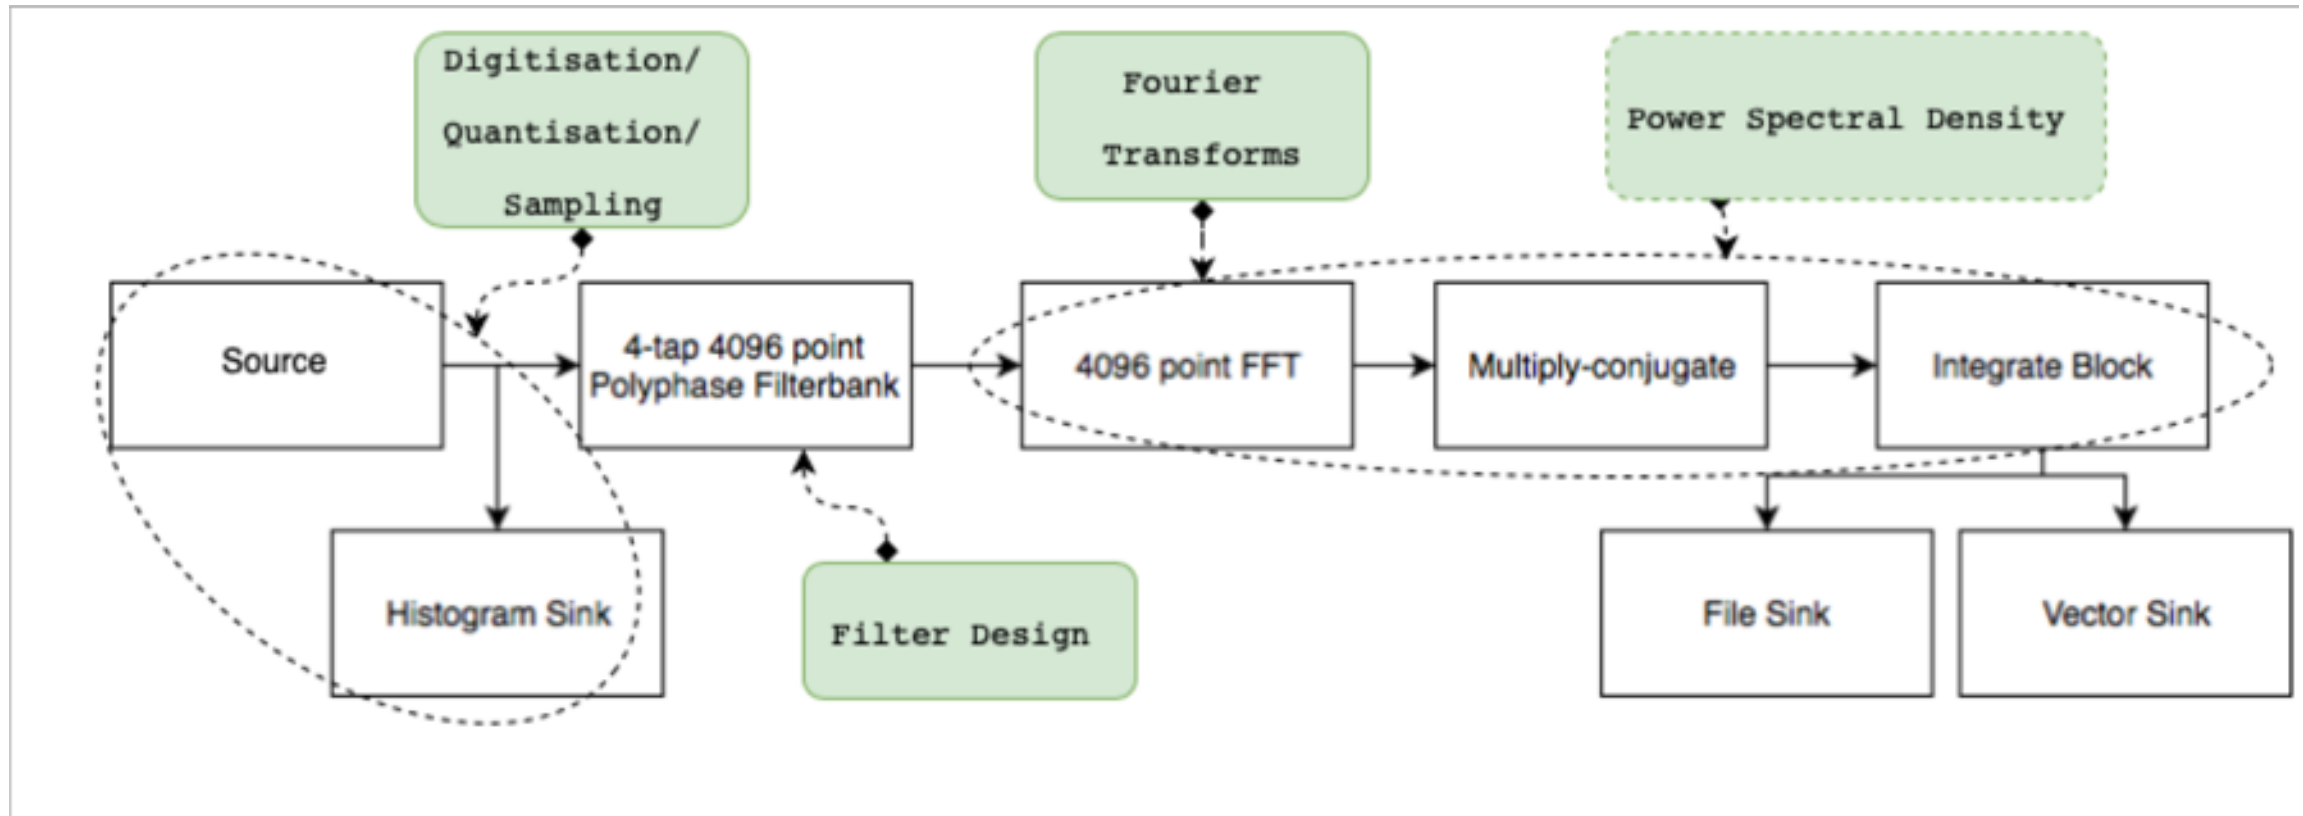 Digitisation/
Quantisation/
Sampling
Fourier
Transforms
Power Spectral Density
Source
4-tap 4096 point
Polyphase Filterbank
4096 point FFT
Multiply-conjugate
Integrate Block
Histogram Sink
Filter Design
File Sink
Vector Sink